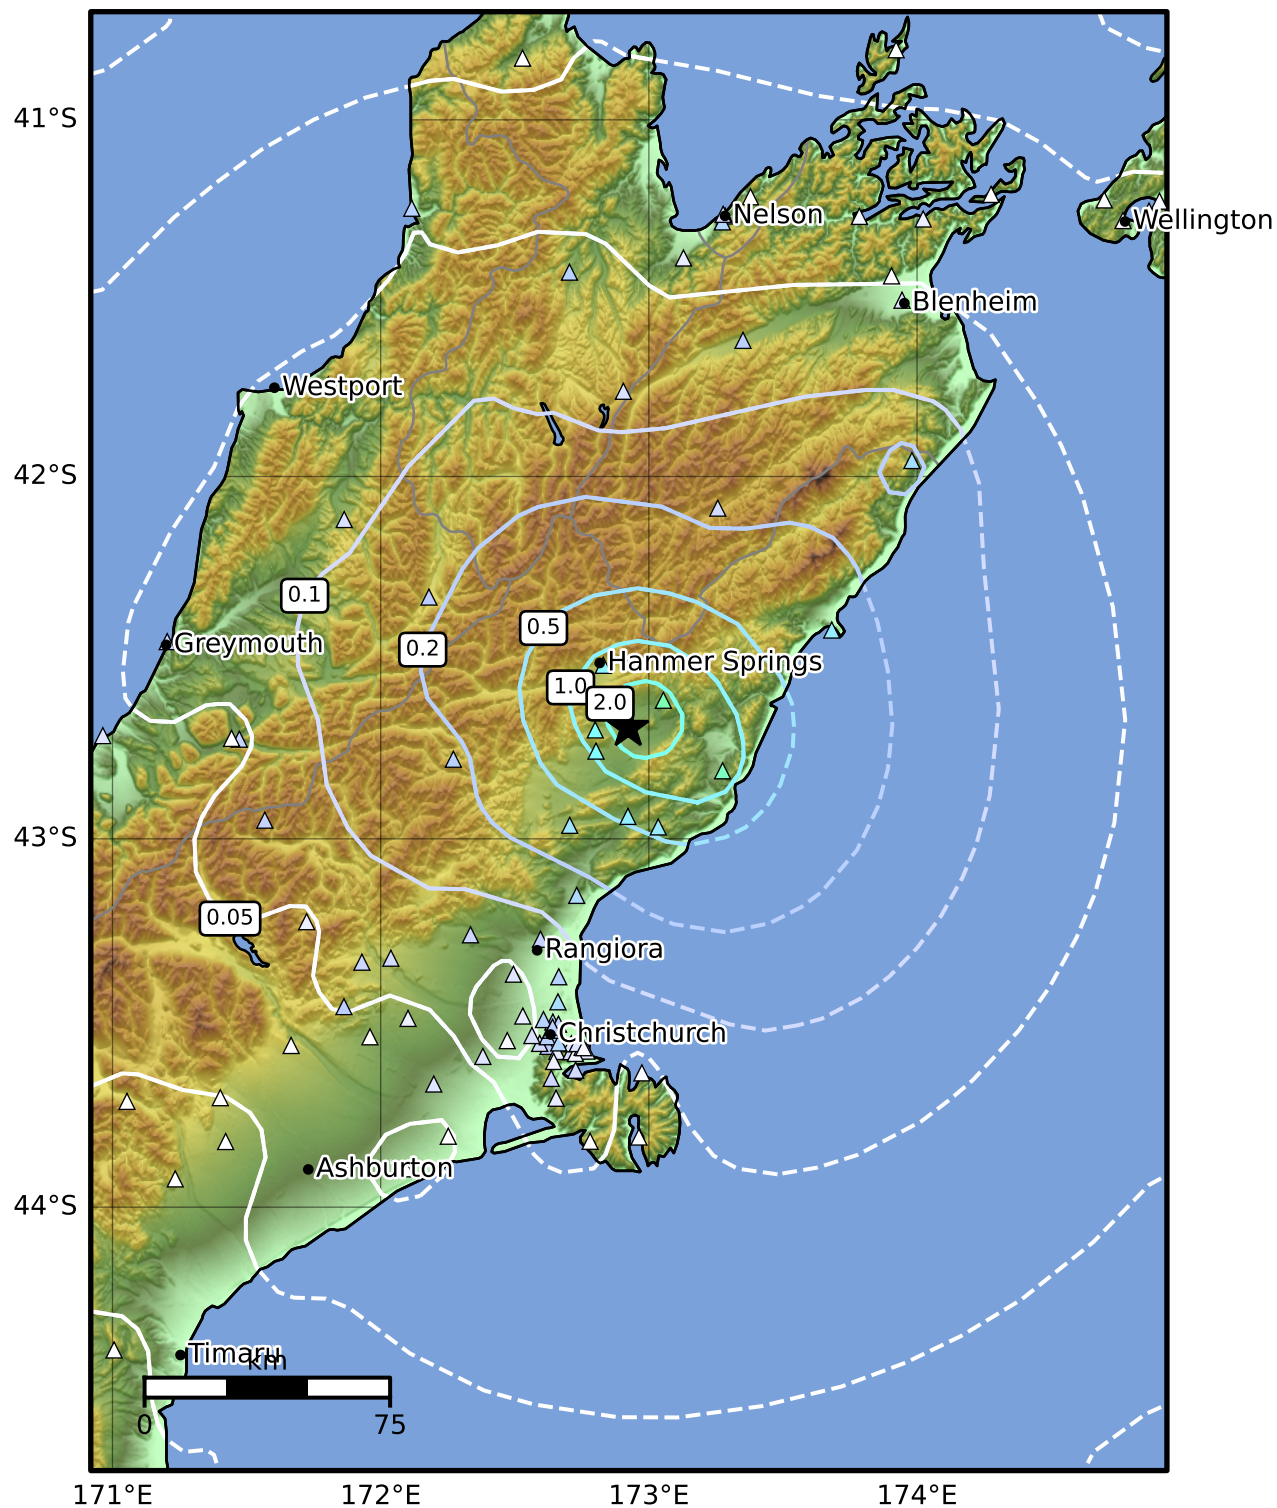 41°S
Nelson
Wellington
Blenheim
Westport
42°S
0.1
0.5
0.2
Greymouth
Hanmer Springs
1.0
2.0
43°S
0.05
Rangiora
Christchurch
Ashburton
44°S
Timaru
km
0 75
171°E 172°E 173°E 174°E